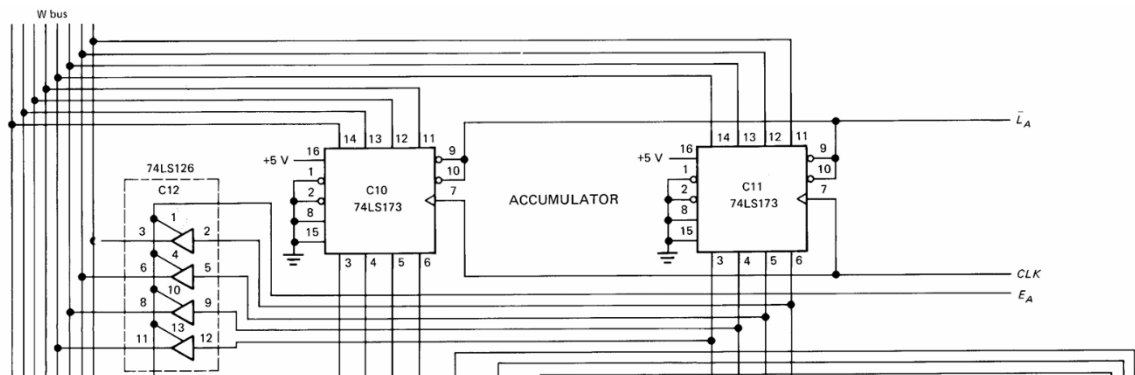 W bus
L̄A
14 13 12 11
14 13 12 11
16 9
16 9
+5 V
+5 V
74LS126
1 10
1 10
C12
C10
C11
2 7
2 7
74LS173
74LS173
ACCUMULATOR
8
8
1
15
15
3 2
3 4 5 6
3 4 5 6
4
6 5
CLK
10
EA
8 9
13
11 12